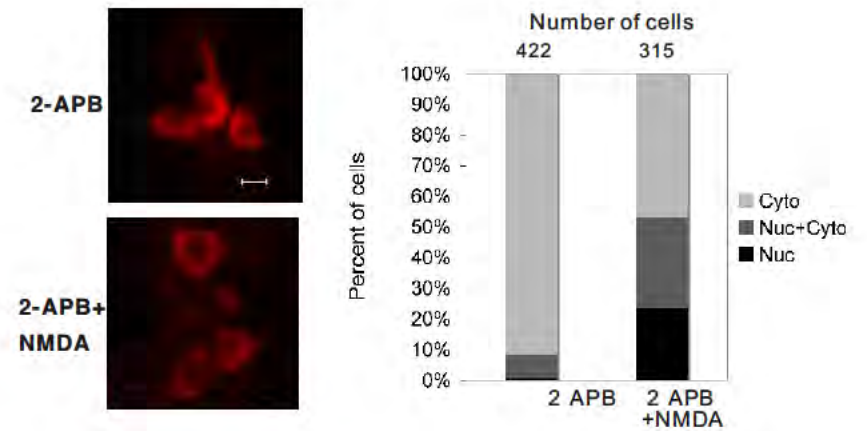 2-APB
2-APB+
NMDA
Number of cells
422 315
100%
90%
80%
70%
60%
50%
40%
30%
20%
10%
0%
Percent of cells
2 APB
2 APB
+NMDA
Cyto
Nuc+Cyto
Nuc